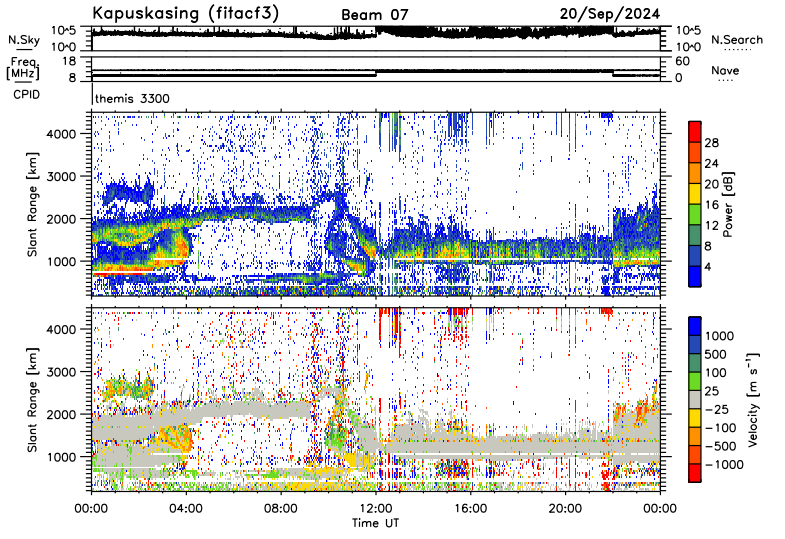 Kapuskasing (fitacf3) Beam 07 20/Sep/2024
N.Sky 10^5 10^0 10^5 10^0 N.Search
Freq. [MHz] 18 8 60 0 Nave
CPID themis 3300
Slant Range [km] 4000 3000 2000 1000
Power [dB] 28 24 20 16 12 8 4
Slant Range [km] 4000 3000 2000 1000
Velocity [m s^-1] 1000 500 100 25 -25 -100 -500 -1000
00:00 04:00 08:00 12:00 16:00 20:00 00:00
Time UT